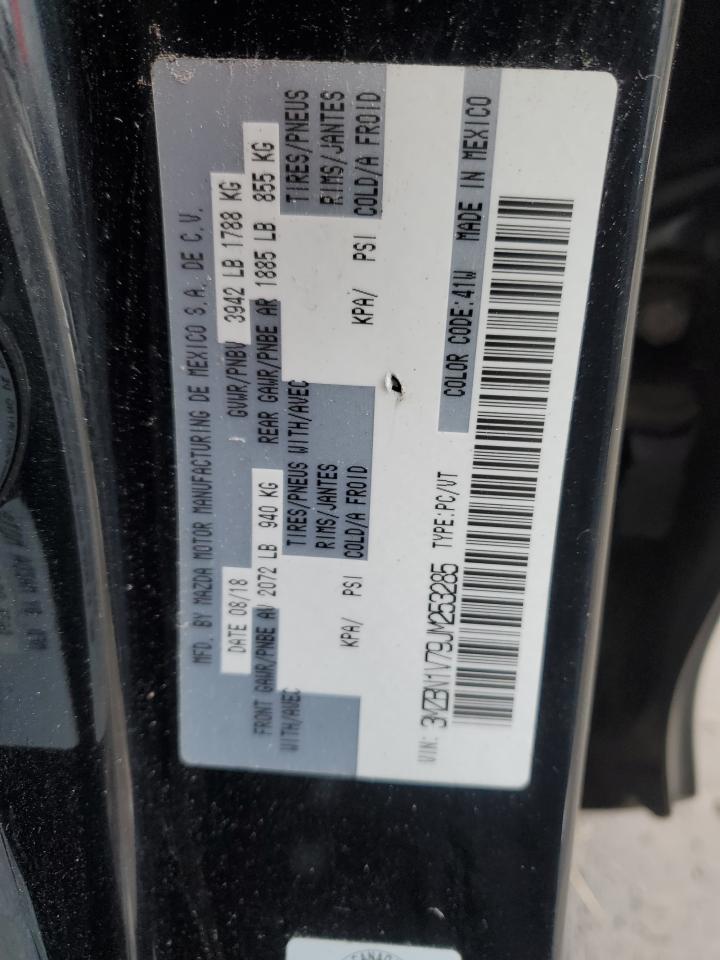 MFD. BY MAZDA MOTOR MANUFACTURING DE MEXICO S.A. DE C.V.
DATE 08/18 GVWR/PNBV 3942 LB 1788 KG
FRONT GAWR/PNBE AV 2072 LB 940 KG REAR GAWR/PNBE AR 1885 LB 855 KG
WITH/AVEC TIRES/PNEUS WITH/AVEC TIRES/PNEUS
RIMS/JANTES RIMS/JANTES
KPA/ PSI COLD/A FROID KPA/ PSI COLD/A FROID
COLOR CODE:41W MADE IN MEXICO
VIN: 3MZBN1V79JM253285 TYPE:PC/VT